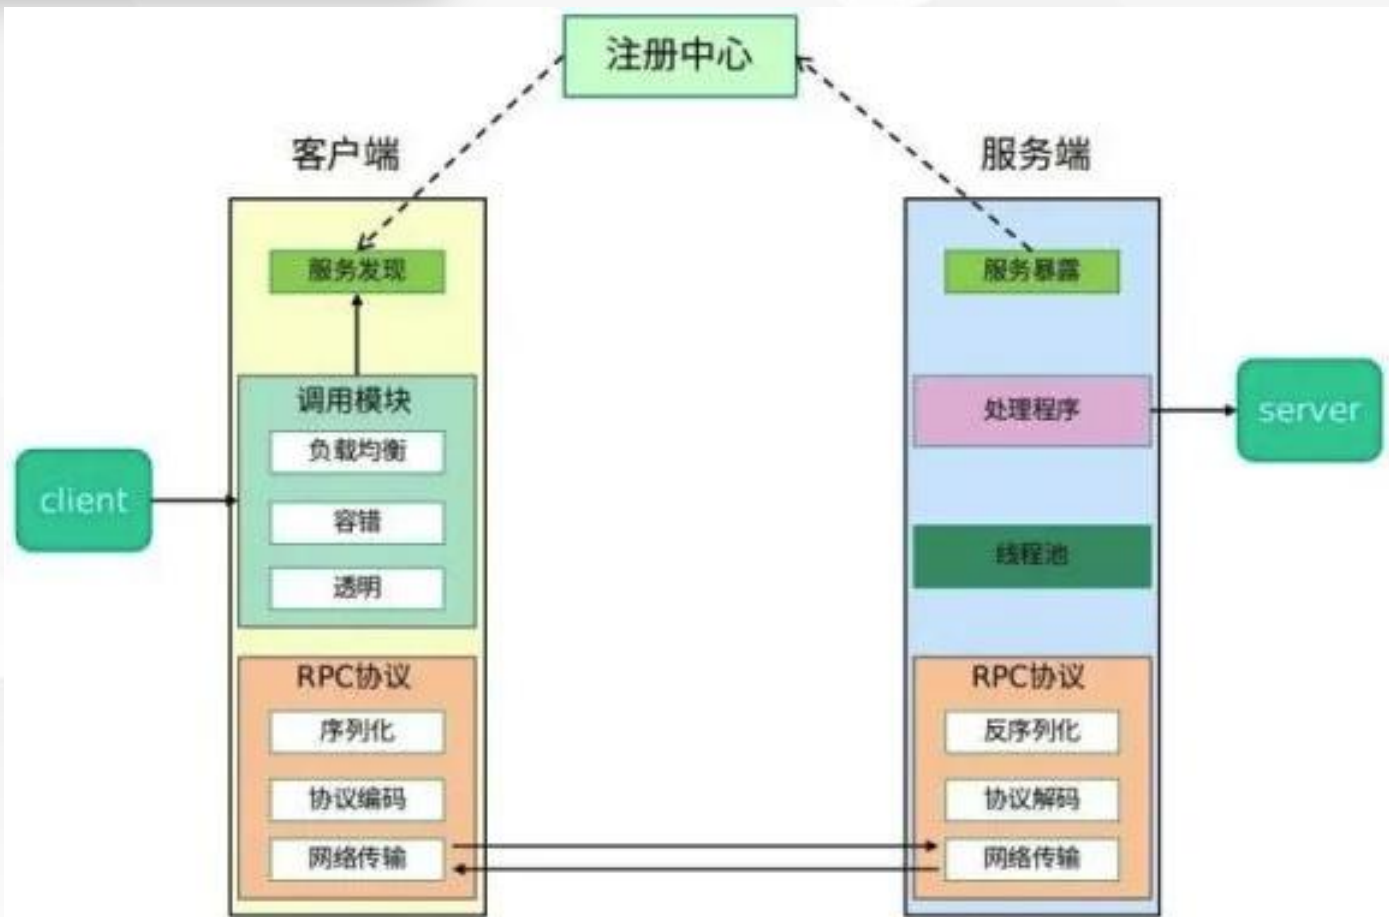 注册中心
客户端
服务端
服务发现
服务暴露
调用模块
负载均衡
容错
透明
client
处理程序
server
线程池
RPC协议
序列化
协议编码
网络传输
RPC协议
反序列化
协议解码
网络传输